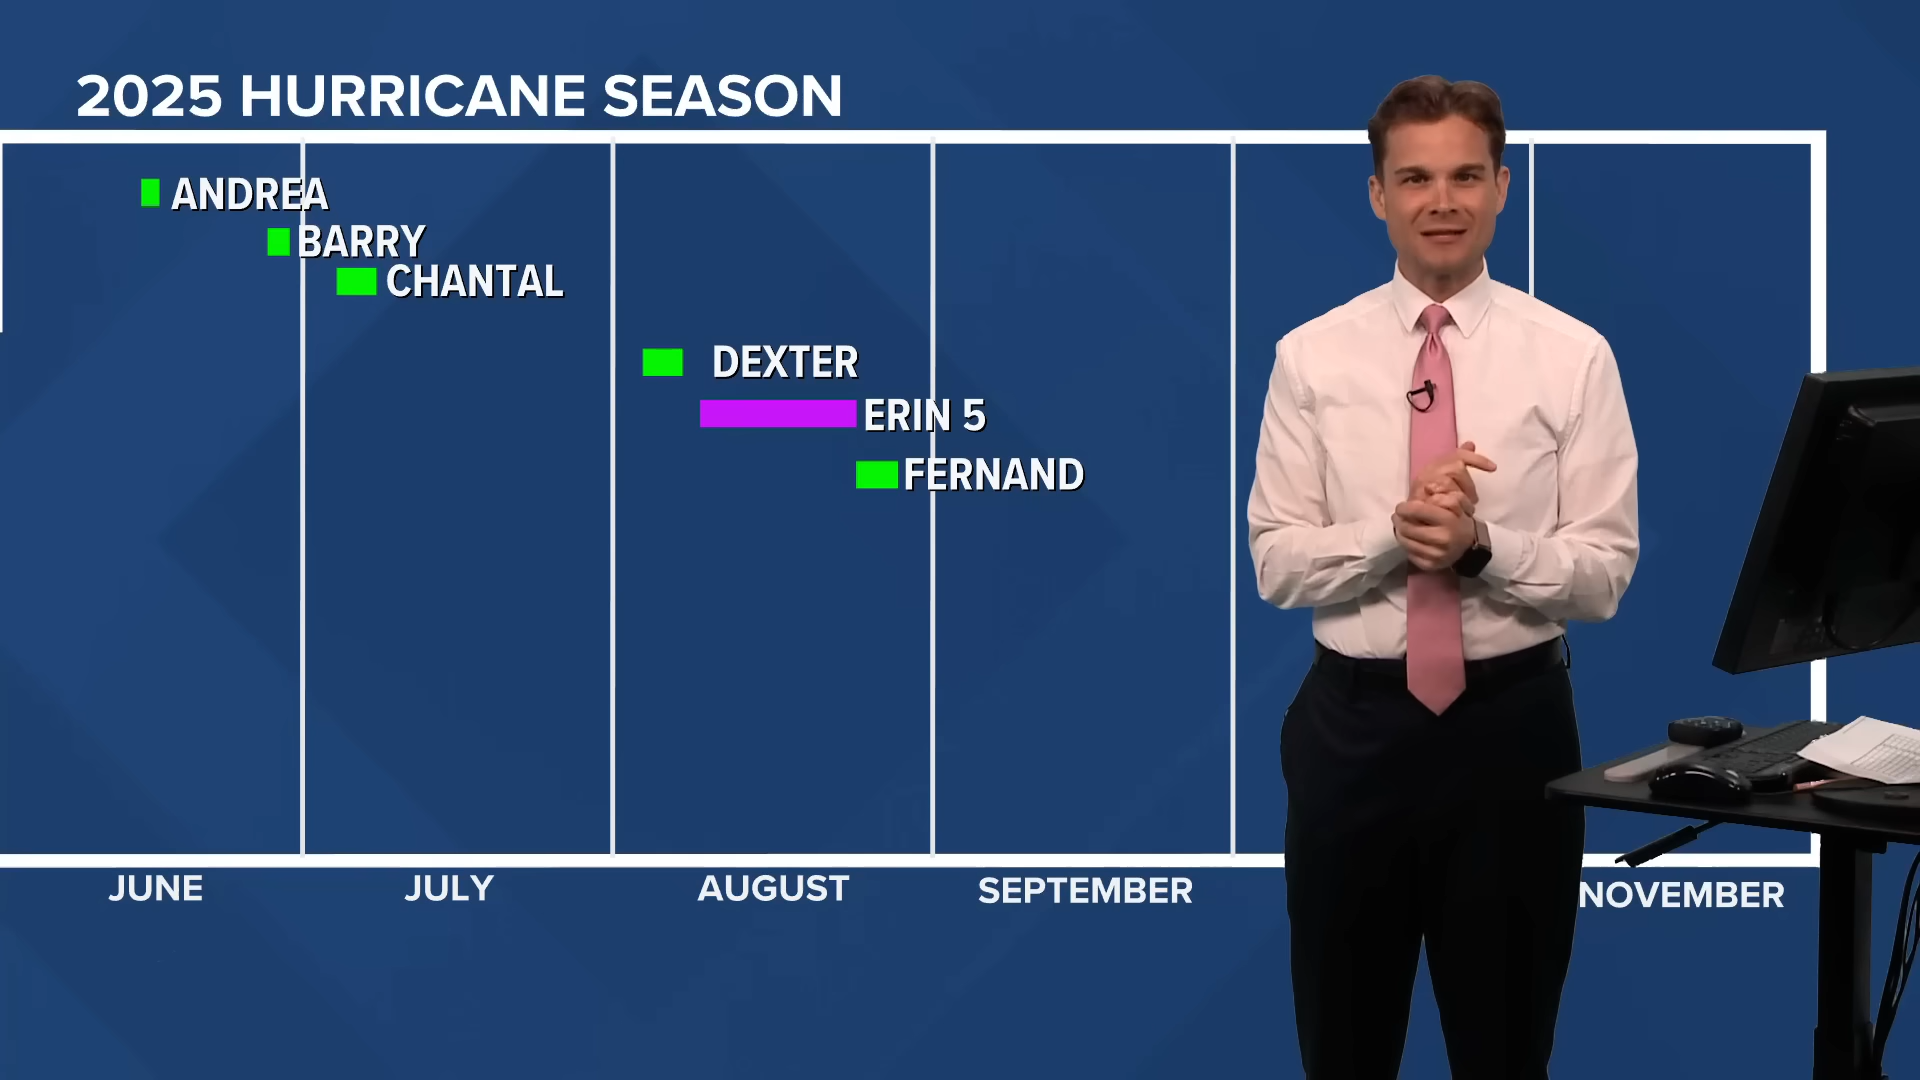 2025 HURRICANE SEASON
ANDREA
BARRY
CHANTAL
DEXTER
ERIN 5
FERNAND
JUNE
JULY
AUGUST
SEPTEMBER
NOVEMBER